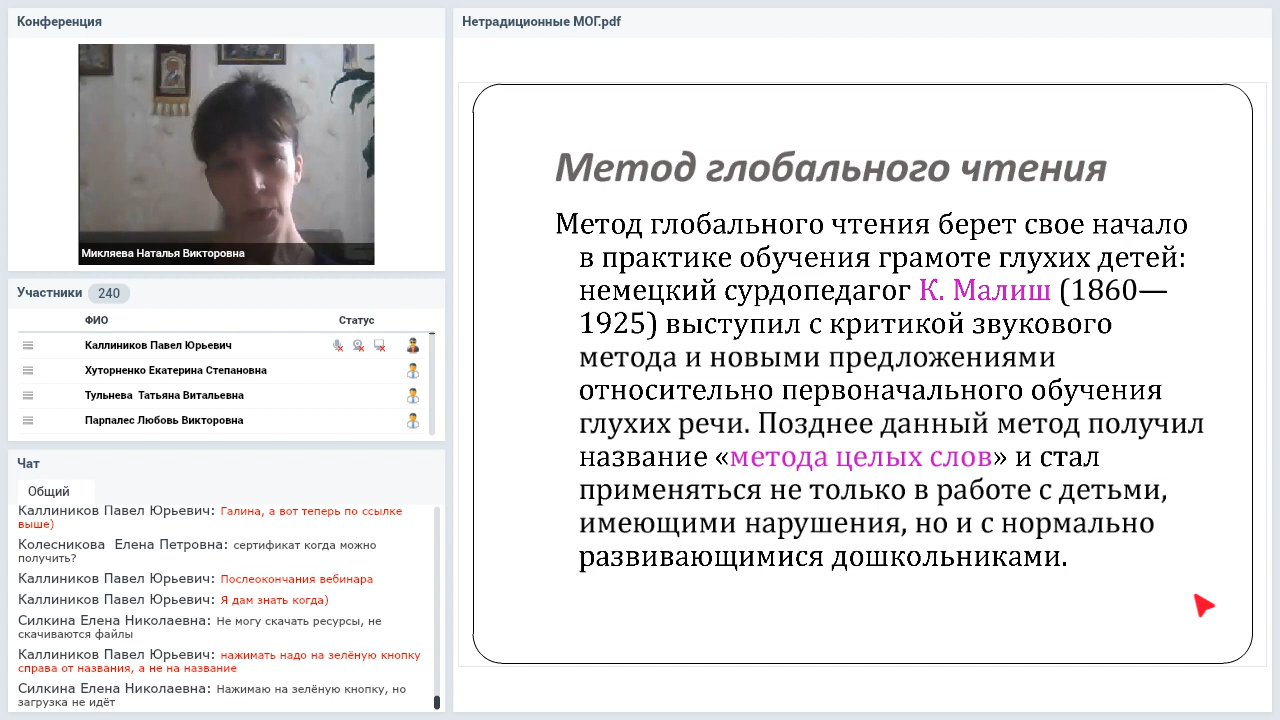 Конференция
Микляева Наталья Викторовна
Участники 240
ФИО Статус
Каллиников Павел Юрьевич
Хуторненко Екатерина Степановна
Тульнева Татьяна Витальевна
Парпалес Любовь Викторовна
Чат
Общий
Каллиников Павел Юрьевич: Галина, а вот теперь по ссылке
выше)
Колесникова Елена Петровна: сертификат когда можно
получить?
Каллиников Павел Юрьевич: Послеокончания вебинара
Каллиников Павел Юрьевич: Я дам знать когда)
Силкина Елена Николаевна: Не могу скачать ресурсы, не
скачиваются файлы
Каллиников Павел Юрьевич: нажимать надо на зелёную кнопку
справа от названия, а не на название
Силкина Елена Николаевна: Нажимаю на зелёную кнопку, но
загрузка не идёт
Нетрадиционные МОГ.pdf
Метод глобального чтения
Метод глобального чтения берет свое начало
в практике обучения грамоте глухих детей:
немецкий сурдопедагог К. Малиш (1860—
1925) выступил с критикой звукового
метода и новыми предложениями
относительно первоначального обучения
глухих речи. Позднее данный метод получил
название «метода целых слов» и стал
применяться не только в работе с детьми,
имеющими нарушения, но и с нормально
развивающимися дошкольниками.